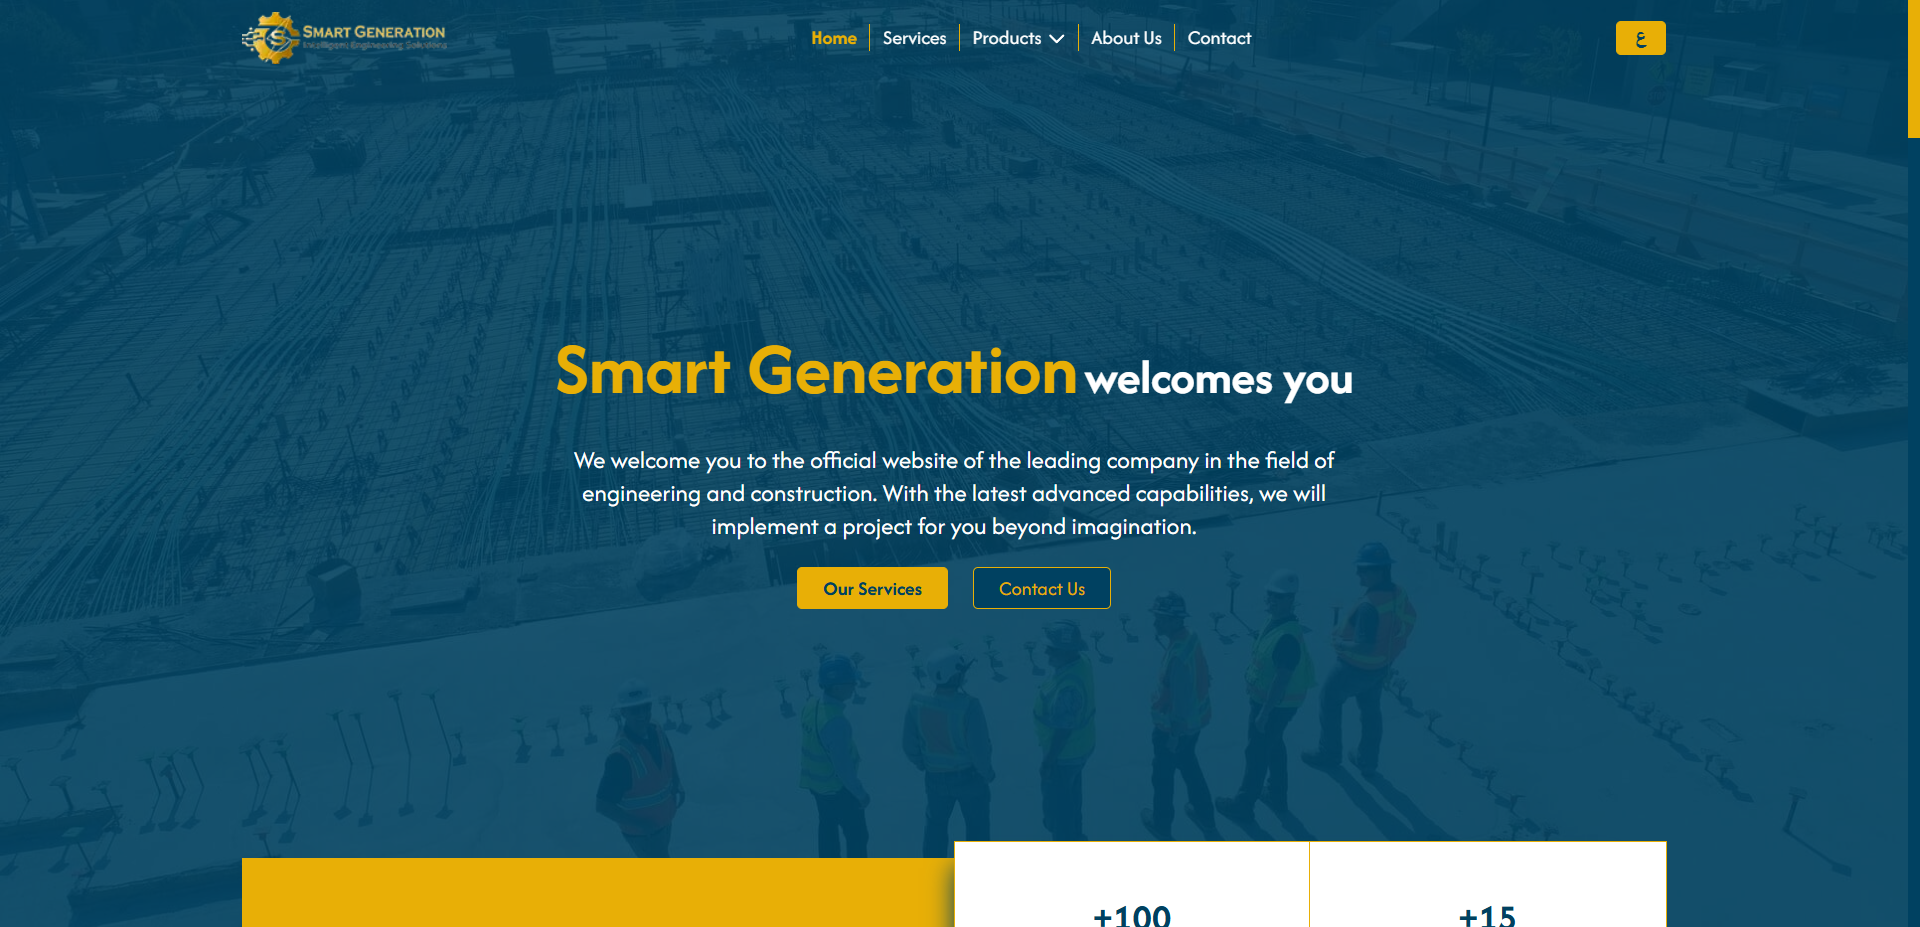 SMART GENERATION
Intelligent Engineering Solutions
Home
Services
Products
About Us
Contact
ع
Smart Generation welcomes you
We welcome you to the official website of the leading company in the field of
engineering and construction. With the latest advanced capabilities, we will
implement a project for you beyond imagination.
Our Services
Contact Us
+100
+15